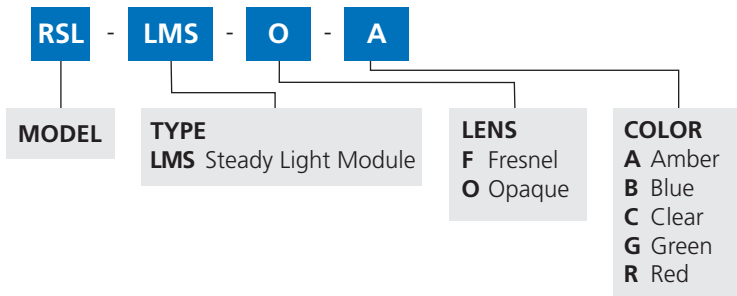 RSL - LMS - O - A
MODEL
TYPE
LMS Steady Light Module
LENS
F Fresnel
O Opaque
COLOR
A Amber
B Blue
C Clear
G Green
R Red